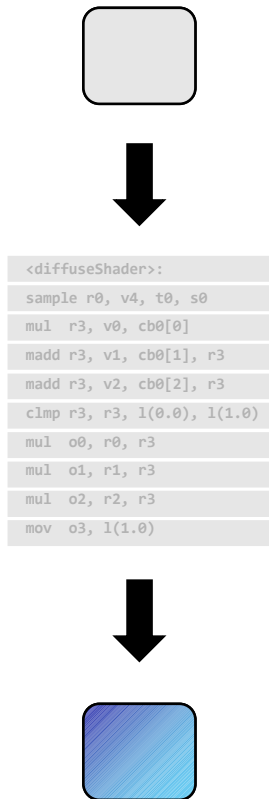 <diffuseShader>:
sample r0, v4, t0, s0
mul  r3, v0, cb0[0]
madd r3, v1, cb0[1], r3
madd r3, v2, cb0[2], r3
clmp r3, r3, l(0.0), l(1.0)
mul  o0, r0, r3
mul  o1, r1, r3
mul  o2, r2, r3
mov  o3, l(1.0)